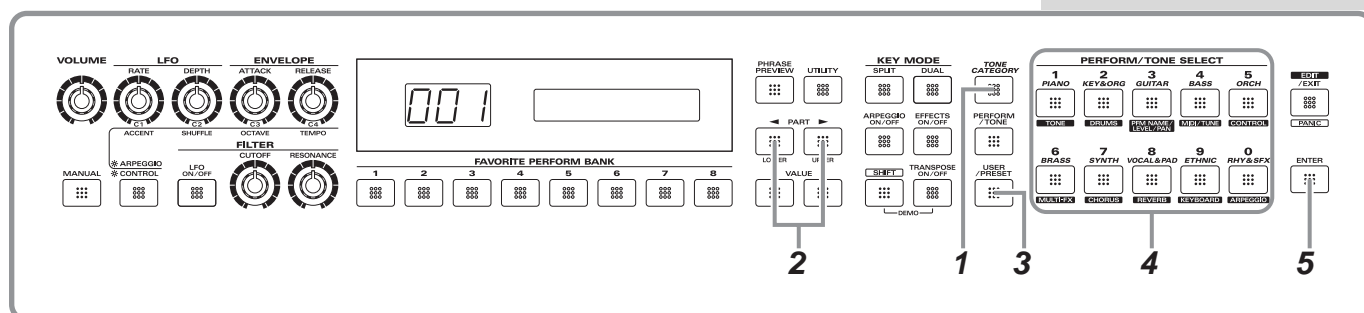 VOLUME
LFO
RATE
DEPTH
ENVELOPE
ATTACK
RELEASE
C1
C2
C3
C4
ACCENT
SHUFFLE
OCTAVE
TEMPO
FILTER
CUTOFF
RESONANCE
MANUAL
ARPEGGIO
CONTROL
LFO
ON/OFF
001
FAVORITE PERFORM BANK
1 2 3 4 5 6 7 8
PHRASE
PREVIEW
UTILITY
◄ PART ►
LOWER
UPPER
VALUE
KEY MODE
SPLIT
DUAL
ARPEGGIO
ON/OFF
EFFECTS
ON/OFF
SHIFT
TRANSPOSE
ON/OFF
DEMO
TONE
CATEGORY
PERFORM
/TONE
USER
/PRESET
PERFORM/TONE SELECT
1 2 3 4 5
PIANO KEY&ORG GUITAR BASS ORCH
TONE DRUMS PFM NAME/ LEVEL/PAN MIDI/TUNE CONTROL
6 7 8 9 0
BRASS SYNTH VOCAL&PAD ETHNIC RHY&SFX
MULTI-FX CHORUS REVERB KEYBOARD ARPEGGIO
EDIT
/EXIT
PANIC
ENTER
2 1 3 4 5